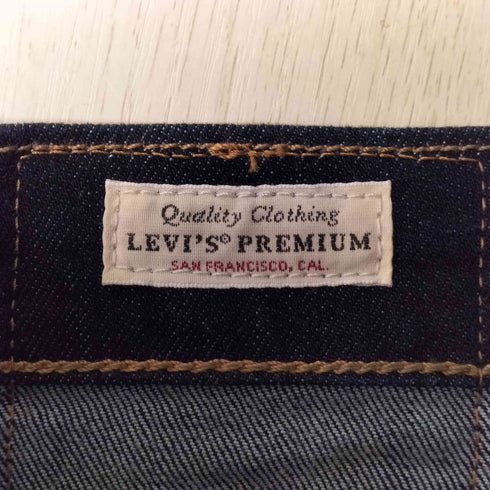 Quality Clothing
LEVI'S® PREMIUM
SAN FRANCISCO, CAL.